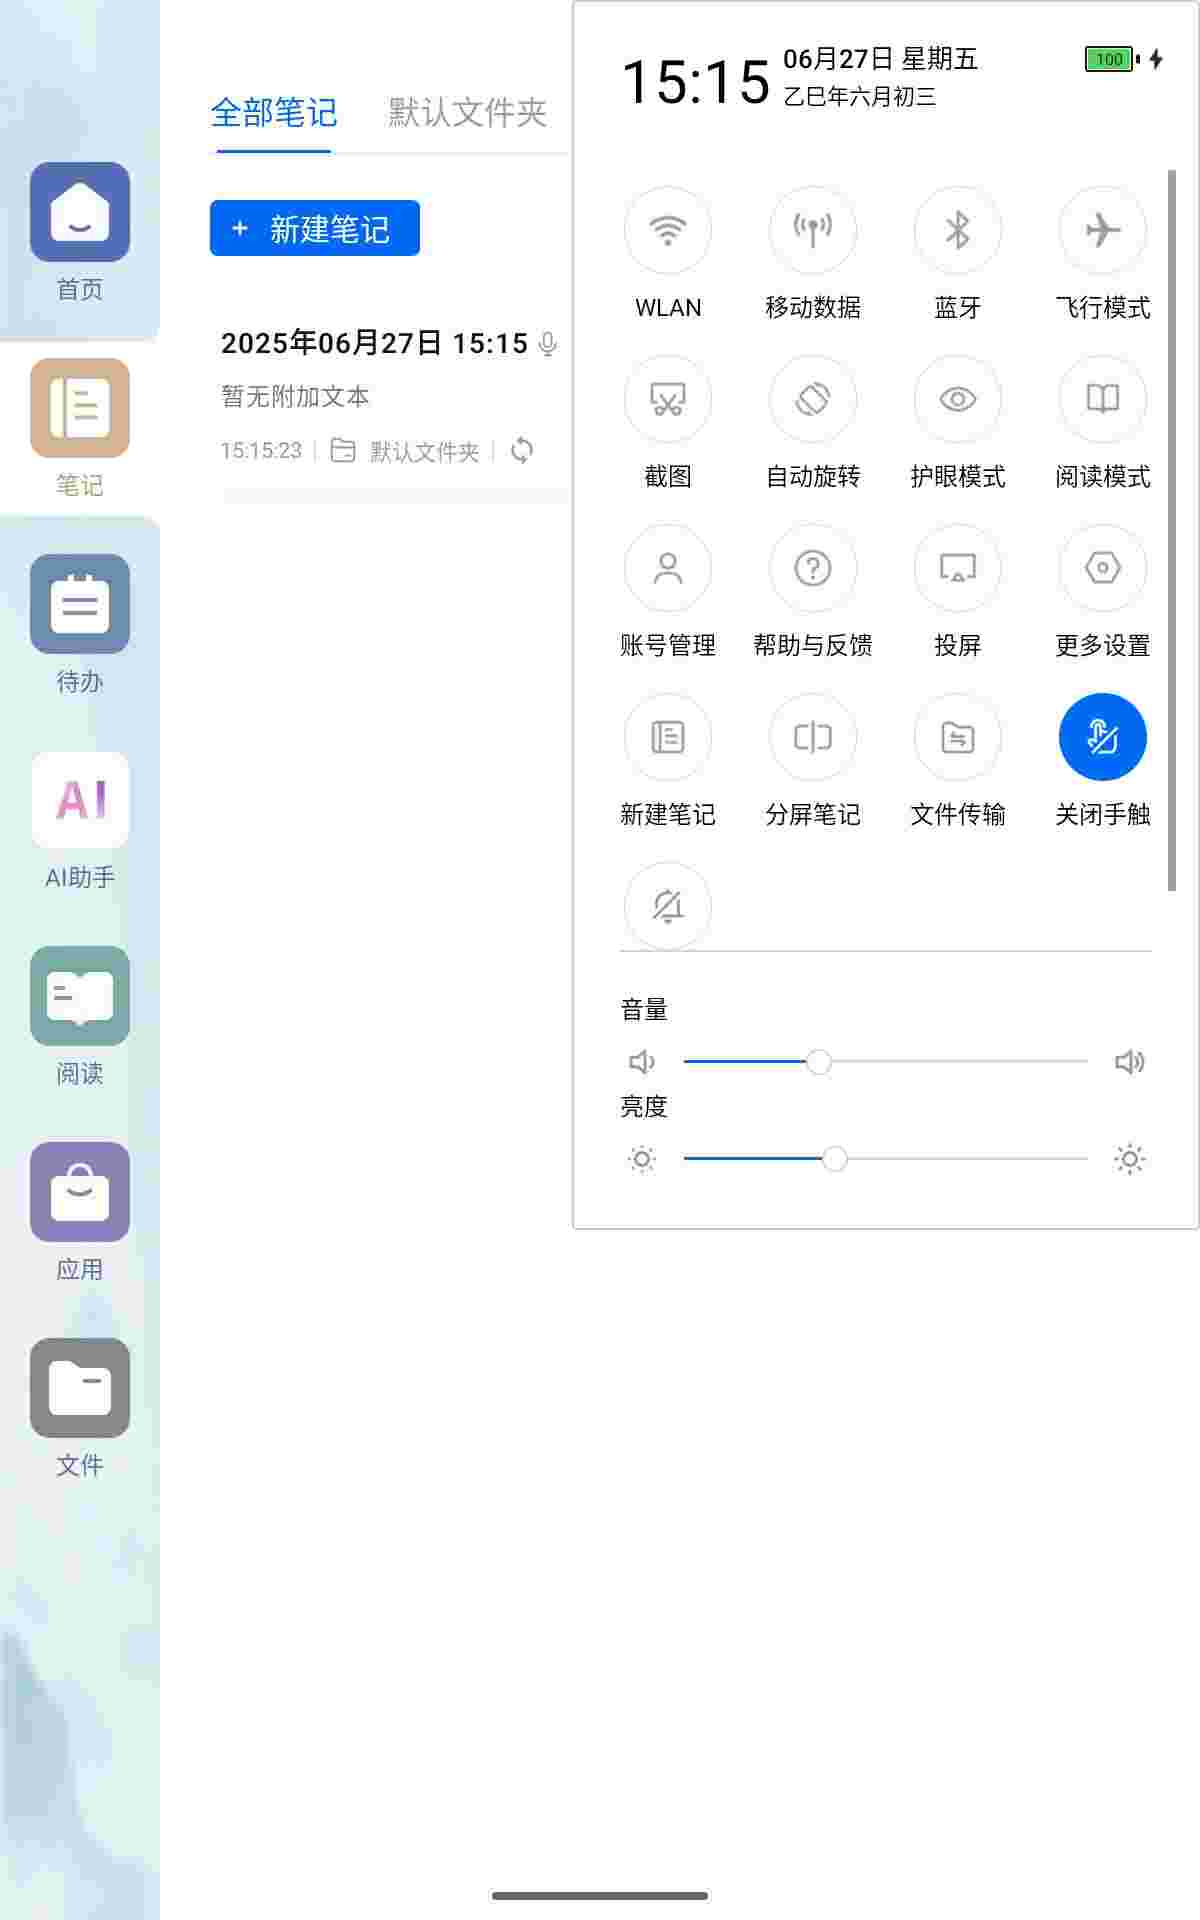 首页
笔记
待办
AI
AI助手
阅读
应用
文件
全部笔记 默认文件夹
+ 新建笔记
2025年06月27日 15:15
暂无附加文本
15:15:23 默认文件夹
15:15
06月27日 星期五
乙巳年六月初三
100
WLAN 移动数据 蓝牙 飞行模式
截图 自动旋转 护眼模式 阅读模式
账号管理 帮助与反馈 投屏 更多设置
新建笔记 分屏笔记 文件传输 关闭手触
音量
亮度